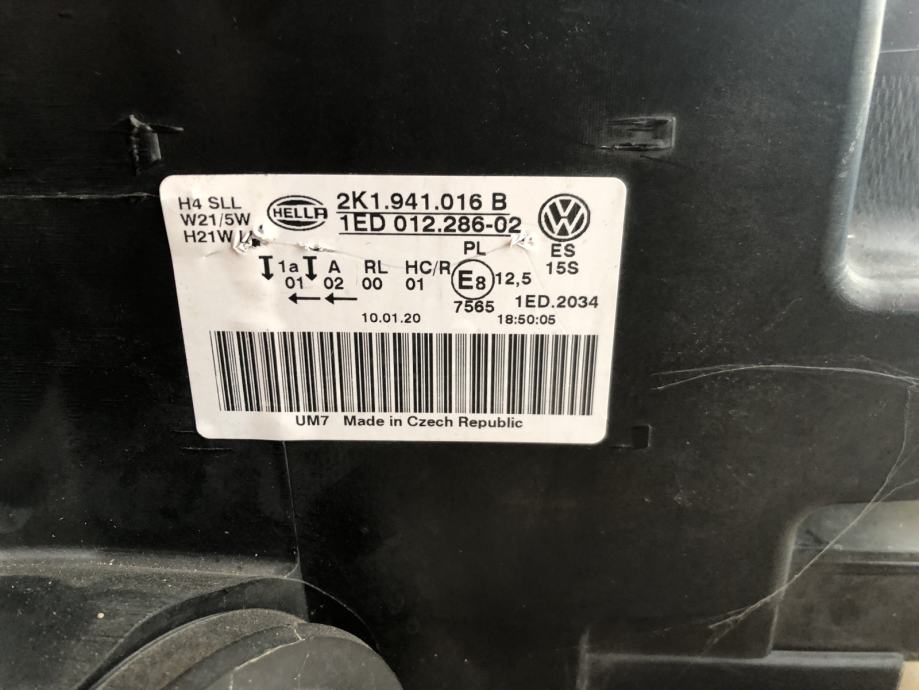 H4 SLL
W21/5W
H21W
HELLA
2K1.941.016 B
1ED 012.286-02
PL
ES
15S
1a A RL HC/R E8 12,5
01 02 00 01
7565 1ED.2034
10.01.20 18:50:05
UM7 Made in Czech Republic